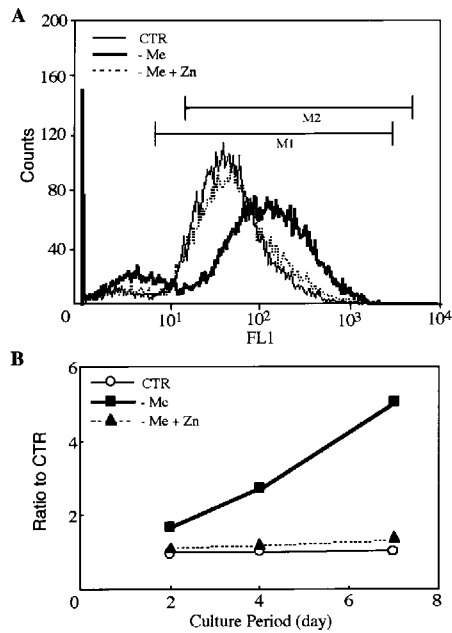 A
200
160
120
80
40
0
Counts
CTR
- Me
- Me + Zn
M2
M1
10¹
10²
10³
10⁴
FL1
B
6
4
2
0
Ratio to CTR
CTR
- Me
- Me + Zn
0
2
4
6
8
Culture Period (day)